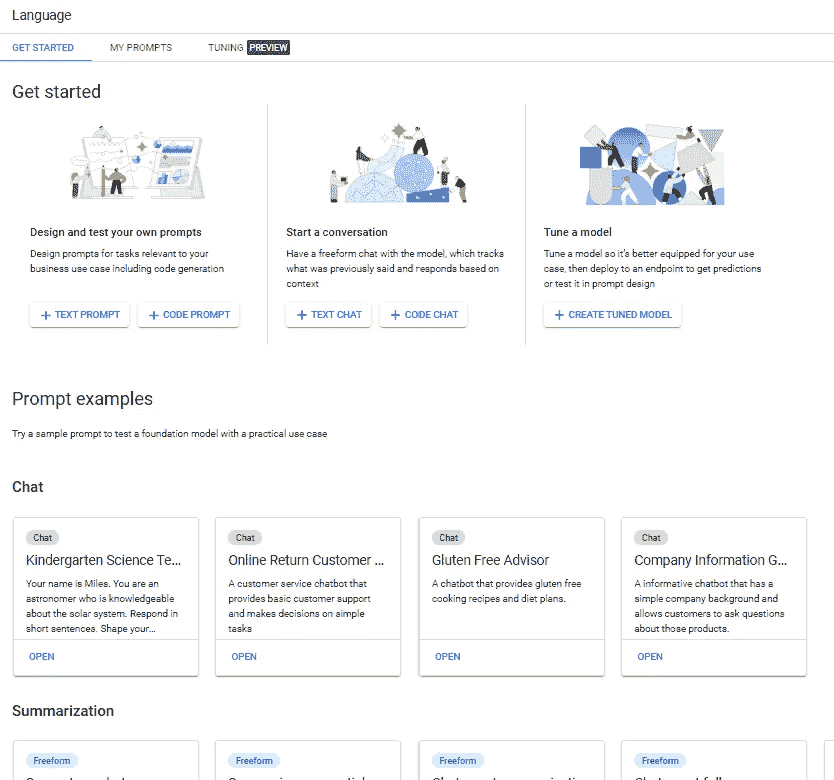 Language
GET STARTED MY PROMPTS TUNING PREVIEW
Get started
Design and test your own prompts
Design prompts for tasks relevant to your
business use case including code generation
TEXT PROMPT CODE PROMPT
Start a conversation
Have a freeform chat with the model, which tracks
what was previously said and responds based on
context
TEXT CHAT CODE CHAT
Tune a model
Tune a model so it's better equipped for your use
case, then deploy to an endpoint to get predictions
or test it in prompt design
CREATE TUNED MODEL
Prompt examples
Try a sample prompt to test a foundation model with a practical use case
Chat
Chat
Kindergarten Science Te...
Your name is Miles. You are an
astronomer who is knowledgeable
about the solar system. Respond in
short sentences. Shape your...
OPEN
Chat
Online Return Customer ...
A customer service chatbot that
provides basic customer support
and makes decisions on simple
tasks
OPEN
Chat
Gluten Free Advisor
A chatbot that provides gluten free
cooking recipes and diet plans.
OPEN
Chat
Company Information G...
A informative chatbot that has a
simple company background and
allows customers to ask questions
about those products.
OPEN
Summarization
Freeform
Freeform
Freeform
Freeform